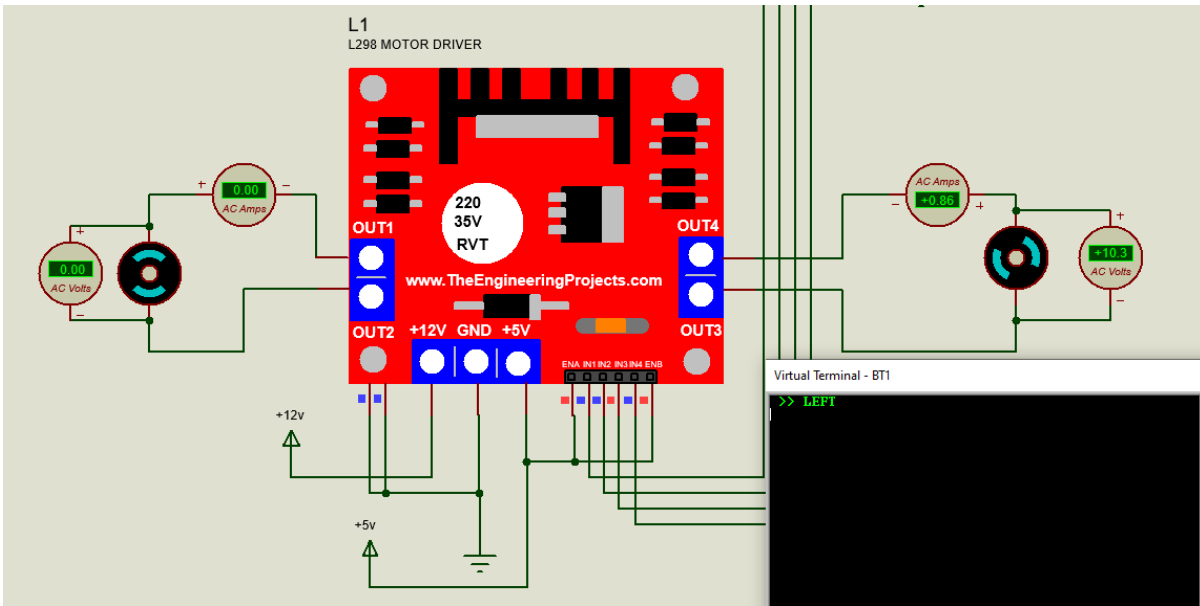 L1
L298 MOTOR DRIVER
220
35V
RVT
OUT1
OUT4
www.TheEngineeringProjects.com
OUT2
+12V GND +5V
OUT3
ENA IN1 IN2 IN3 IN4 ENB
+ 0.00 −
AC Amps
+
0.00
AC Volts
−
AC Amps
− +0.86 +
+
+10.3
AC Volts
−
+12v
+5v
Virtual Terminal - BT1
>> LEFT